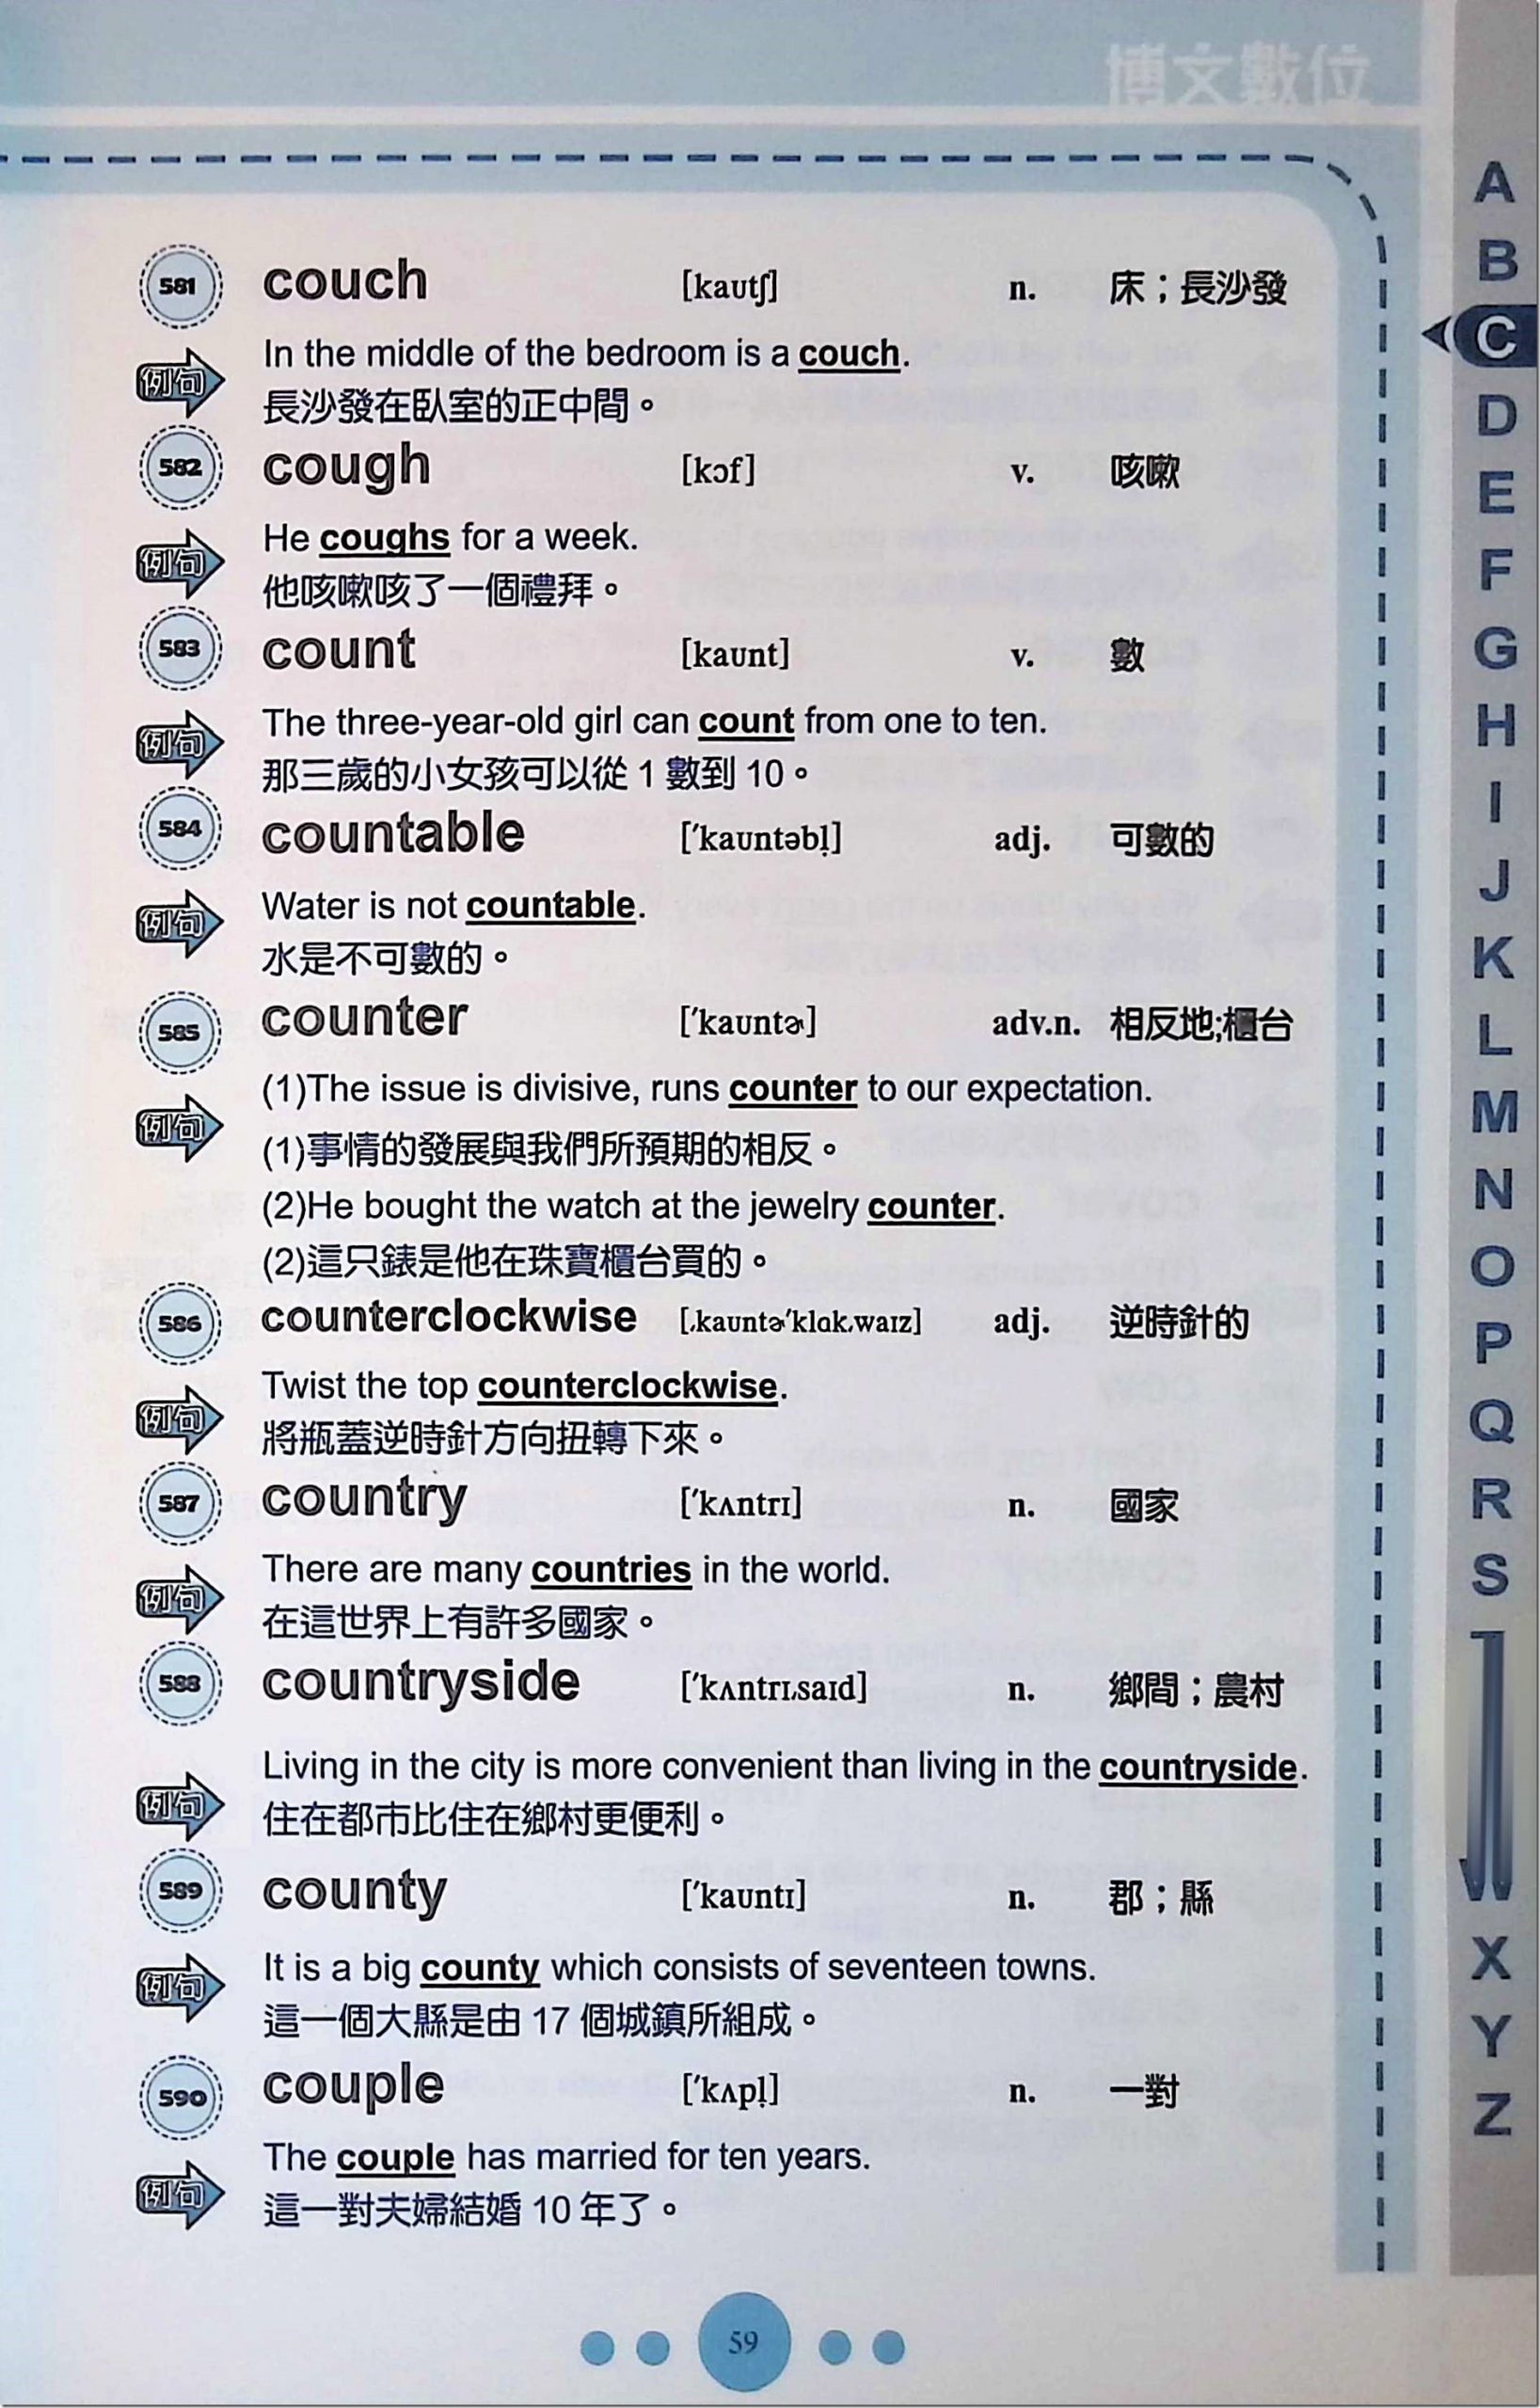 博文數位
581 couch [kaʊtʃ] n. 床；長沙發
例句 In the middle of the bedroom is a couch.
長沙發在臥室的正中間。
582 cough [kɔf] v. 咳嗽
例句 He coughs for a week.
他咳嗽咳了一個禮拜。
583 count [kaʊnt] v. 數
例句 The three-year-old girl can count from one to ten.
那三歲的小女孩可以從 1 數到 10。
584 countable [ˊkaʊntəbḷ] adj. 可數的
例句 Water is not countable.
水是不可數的。
585 counter [ˊkaʊntɚ] adv.n. 相反地;櫃台
例句 (1)The issue is divisive, runs counter to our expectation.
(1)事情的發展與我們所預期的相反。
(2)He bought the watch at the jewelry counter.
(2)這只錶是他在珠寶櫃台買的。
586 counterclockwise [ˏkaʊntɚˊklɑkˏwaɪz] adj. 逆時針的
例句 Twist the top counterclockwise.
將瓶蓋逆時針方向扭轉下來。
587 country [ˊkʌntrɪ] n. 國家
例句 There are many countries in the world.
在這世界上有許多國家。
588 countryside [ˊkʌntrɪˏsaɪd] n. 鄉間；農村
例句 Living in the city is more convenient than living in the countryside.
住在都市比住在鄉村更便利。
589 county [ˊkaʊntɪ] n. 郡；縣
例句 It is a big county which consists of seventeen towns.
這一個大縣是由 17 個城鎮所組成。
590 couple [ˊkʌpḷ] n. 一對
例句 The couple has married for ten years.
這一對夫婦結婚 10 年了。
59
A
B
C
D
E
F
G
H
I
J
K
L
M
N
O
P
Q
R
S
X
Y
Z